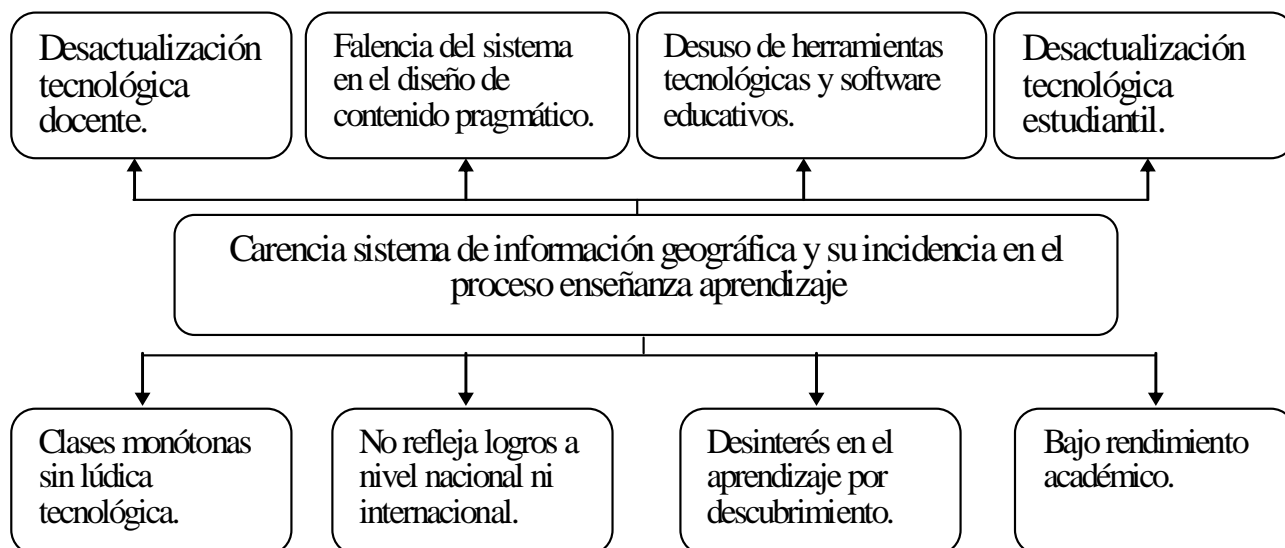 Desactualización
tecnológica
docente.
Falencia del sistema
en el diseño de
contenido pragmático.
Desuso de herramientas
tecnológicas y software
educativos.
Desactualización
tecnológica
estudiantil.
Carencia sistema de información geográfica y su incidencia en el
proceso enseñanza aprendizaje
Clases monótonas
sin lúdica
tecnológica.
No refleja logros a
nivel nacional ni
internacional.
Desinterés en el
aprendizaje por
descubrimiento.
Bajo rendimiento
académico.